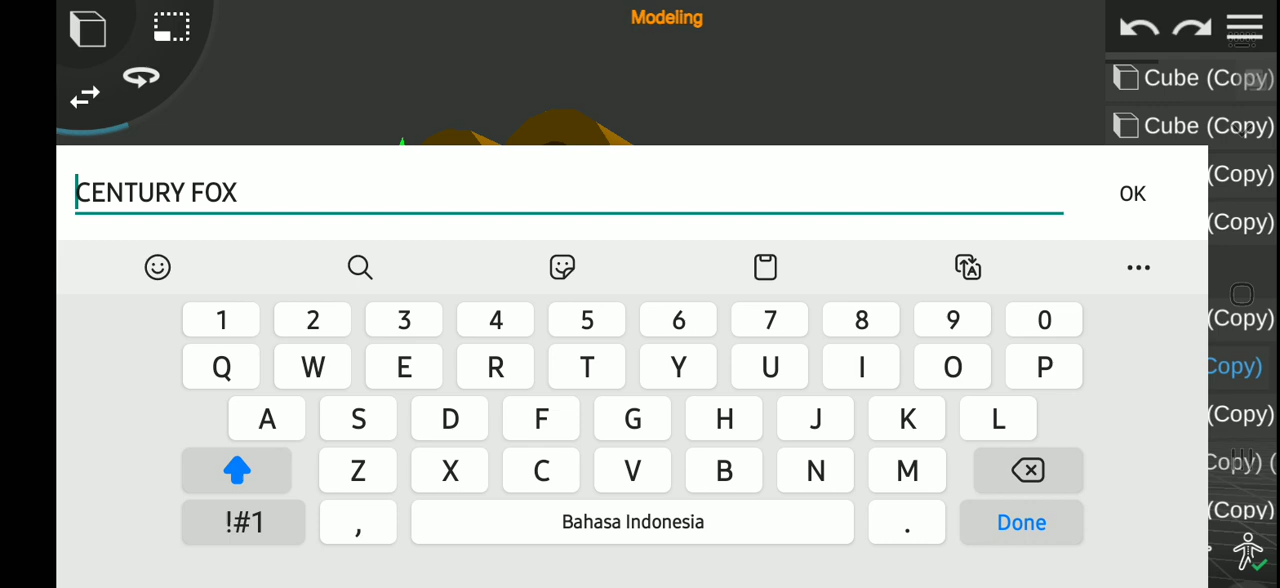 Modeling
Cube (Copy)
Cube (Copy)
(Copy)
CENTURY FOX
OK
(Copy)
(Copy)
Copy)
(Copy)
Copy) (
(Copy)
1 2 3 4 5 6 7 8 9 0
Q W E R T Y U I O P
A S D F G H J K L
Z X C V B N M
!#1 , Bahasa Indonesia . Done